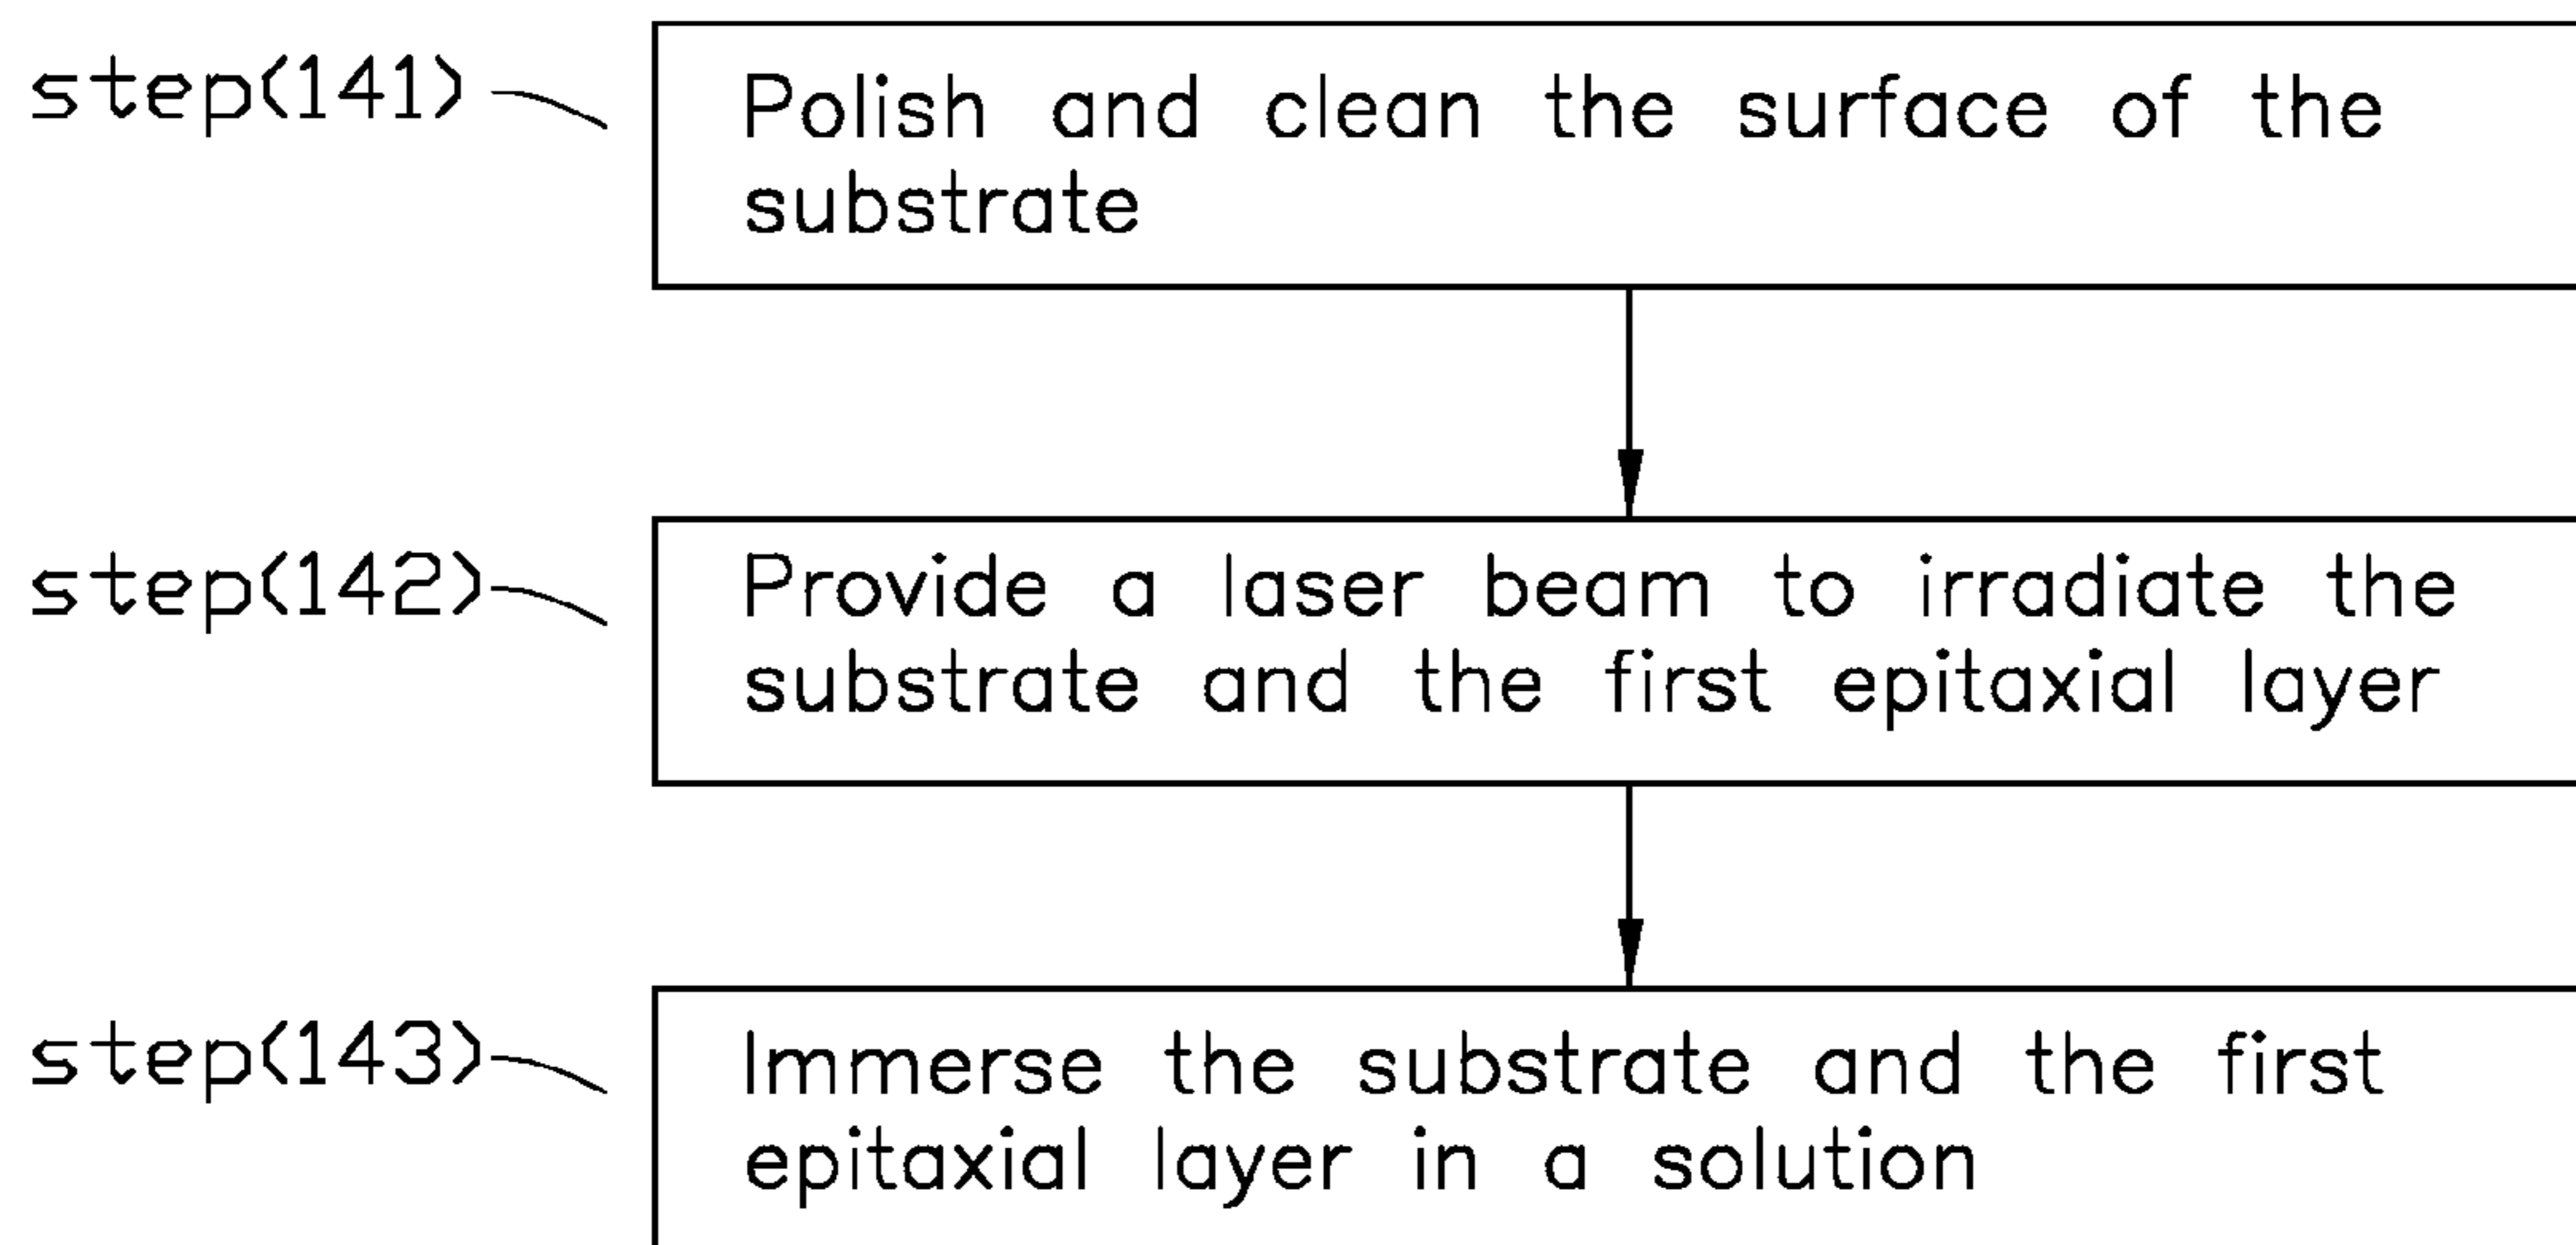 step(141)
Polish and clean the surface of the
substrate
step(142)
Provide a laser beam to irradiate the
substrate and the first epitaxial layer
step(143)
Immerse the substrate and the first
epitaxial layer in a solution